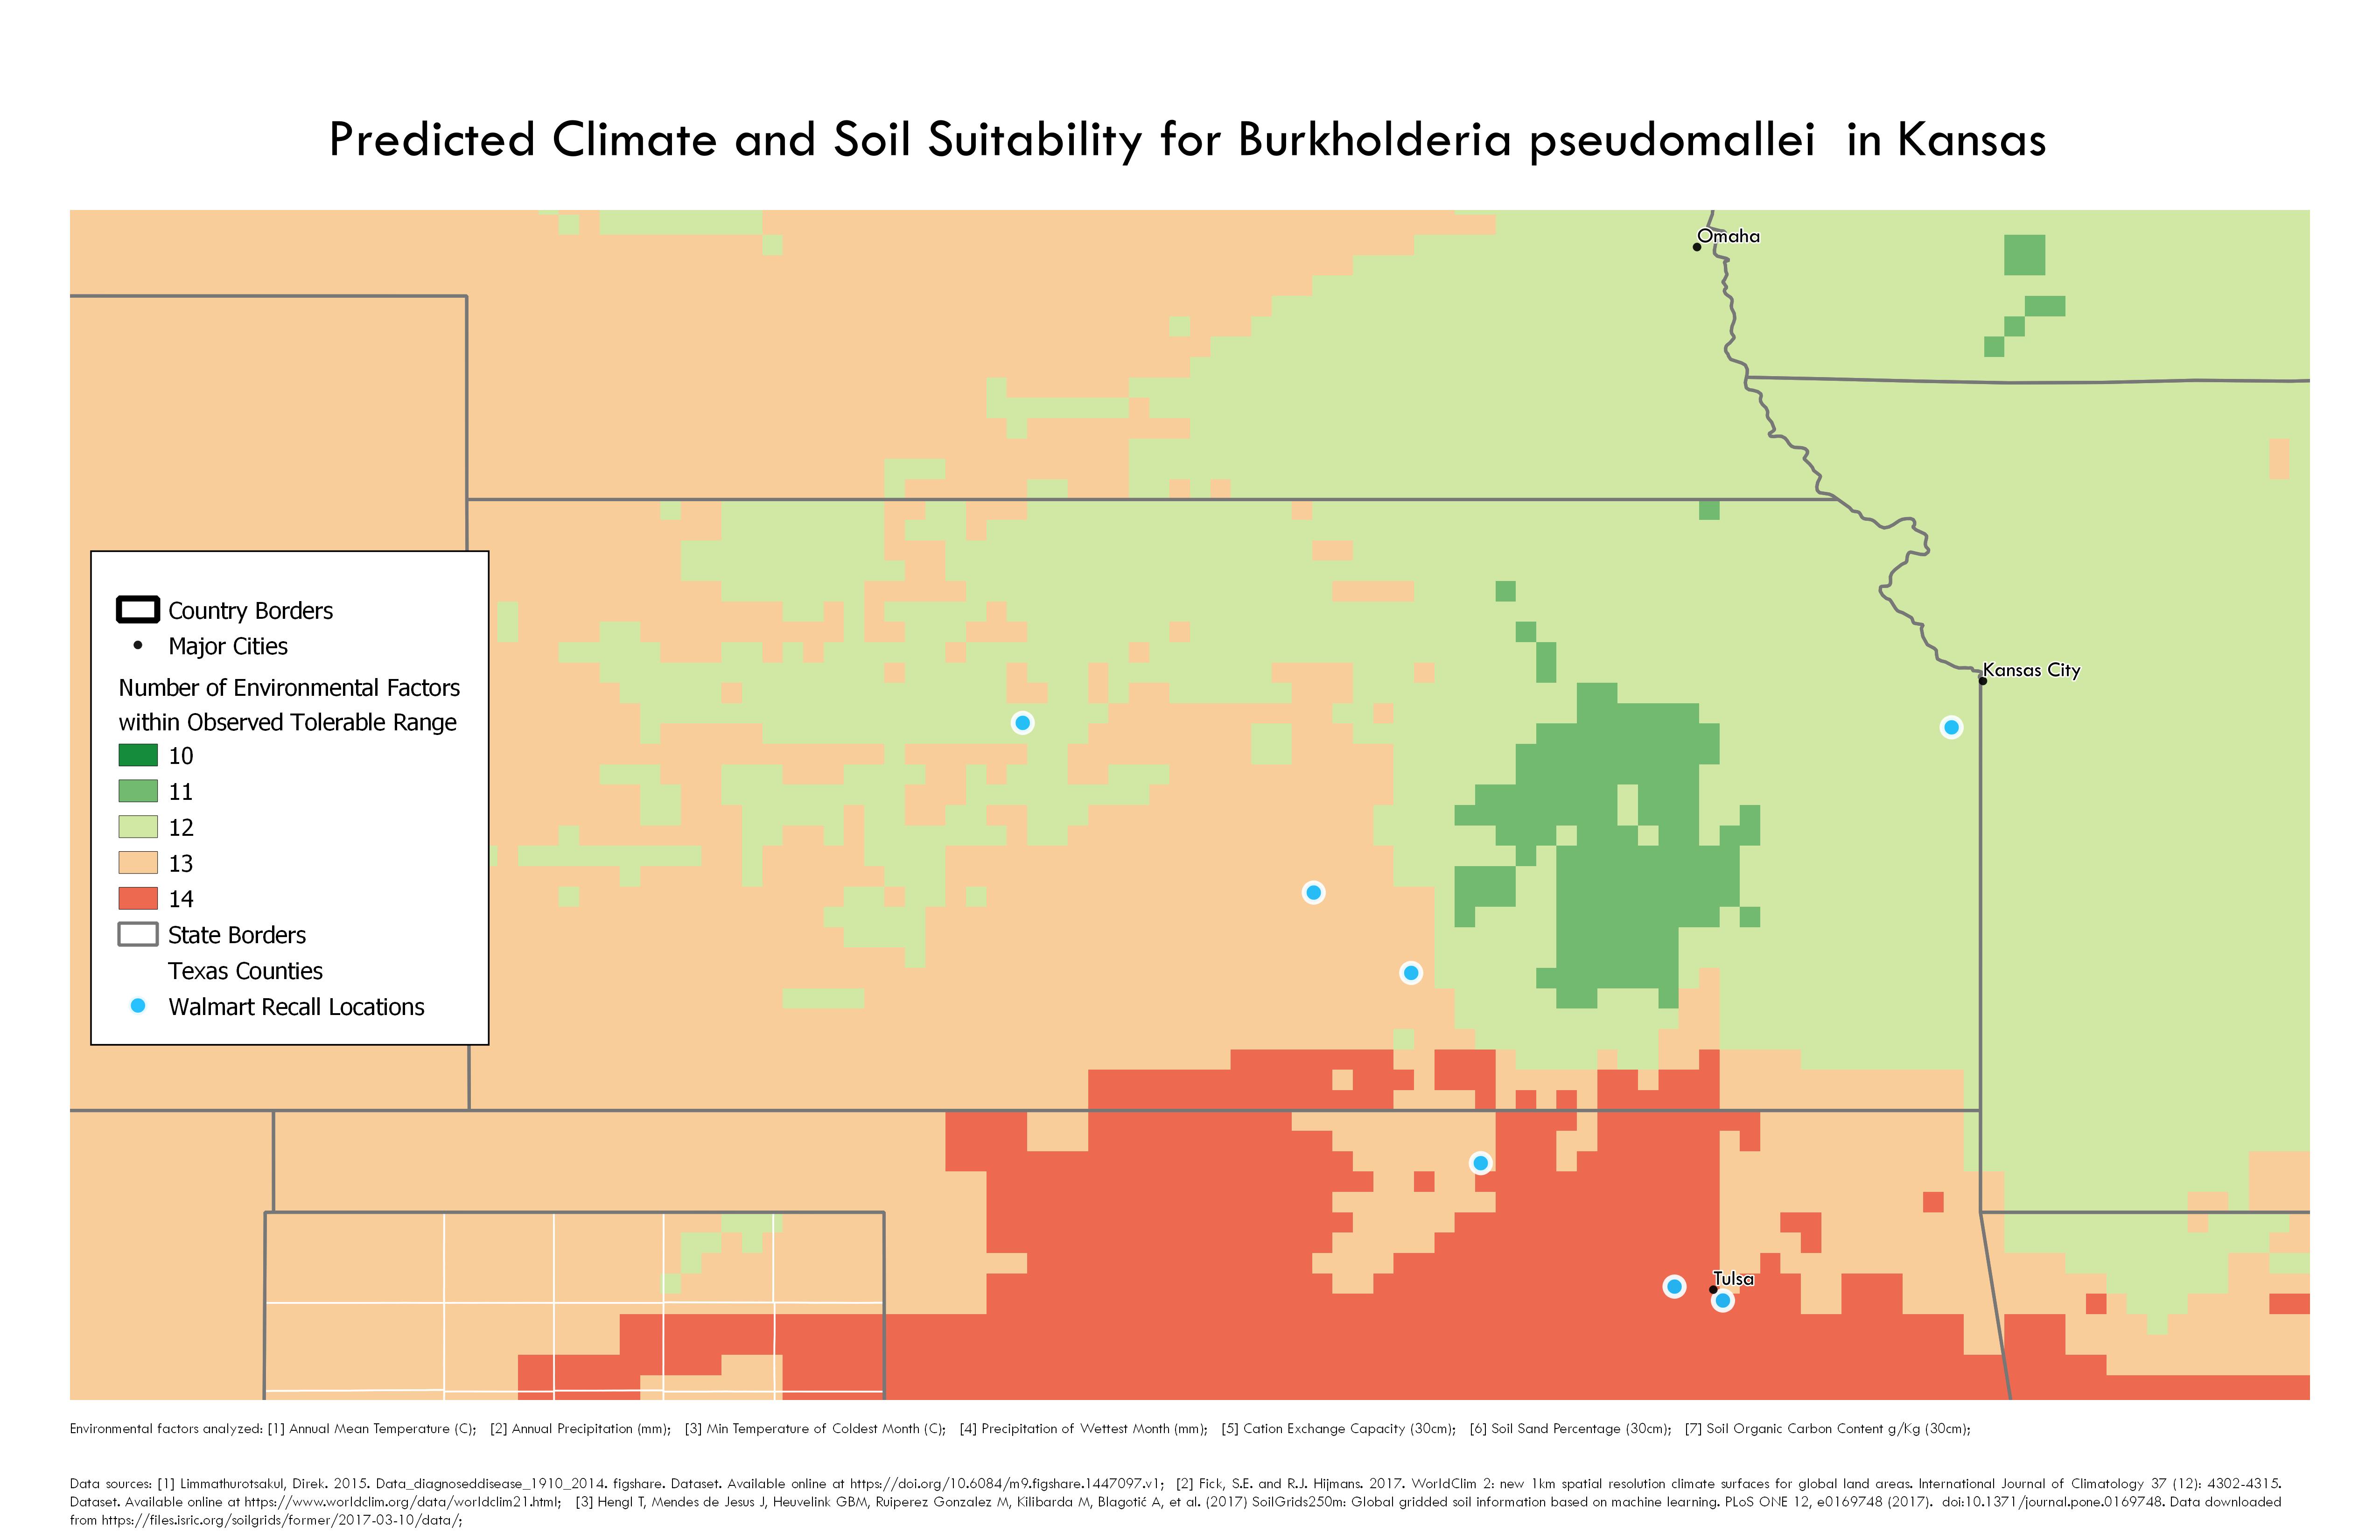 Predicted Climate and Soil Suitability for Burkholderia pseudomallei  in Kansas
Omaha
Kansas City
Country Borders
Major Cities
Number of Environmental Factors
within Observed Tolerable Range
10
11
12
13
14
State Borders
Texas Counties
Walmart Recall Locations
Tulsa
Environmental factors analyzed: [1] Annual Mean Temperature (C);   [2] Annual Precipitation (mm);   [3] Min Temperature of Coldest Month (C);   [4] Precipitation of Wettest Month (mm);   [5] Cation Exchange Capacity (30cm);   [6] Soil Sand Percentage (30cm);   [7] Soil Organic Carbon Content g/Kg (30cm);
Data sources: [1] Limmathurotsakul, Direk. 2015. Data_diagnoseddisease_1910_2014. figshare. Dataset. Available online at https://doi.org/10.6084/m9.figshare.1447097.v1;   [2] Fick, S.E. and R.J. Hijmans. 2017. WorldClim 2: new 1km spatial resolution climate surfaces for global land areas. International Journal of Climatology 37 (12): 4302-4315.
Dataset. Available online at https://www.worldclim.org/data/worldclim21.html;   [3] Hengl T, Mendes de Jesus J, Heuvelink GBM, Ruiperez Gonzalez M, Kilibarda M, Blagotić A, et al. (2017) SoilGrids250m: Global gridded soil information based on machine learning. PLoS ONE 12, e0169748 (2017).  doi:10.1371/journal.pone.0169748. Data downloaded
from https://files.isric.org/soilgrids/former/2017-03-10/data/;